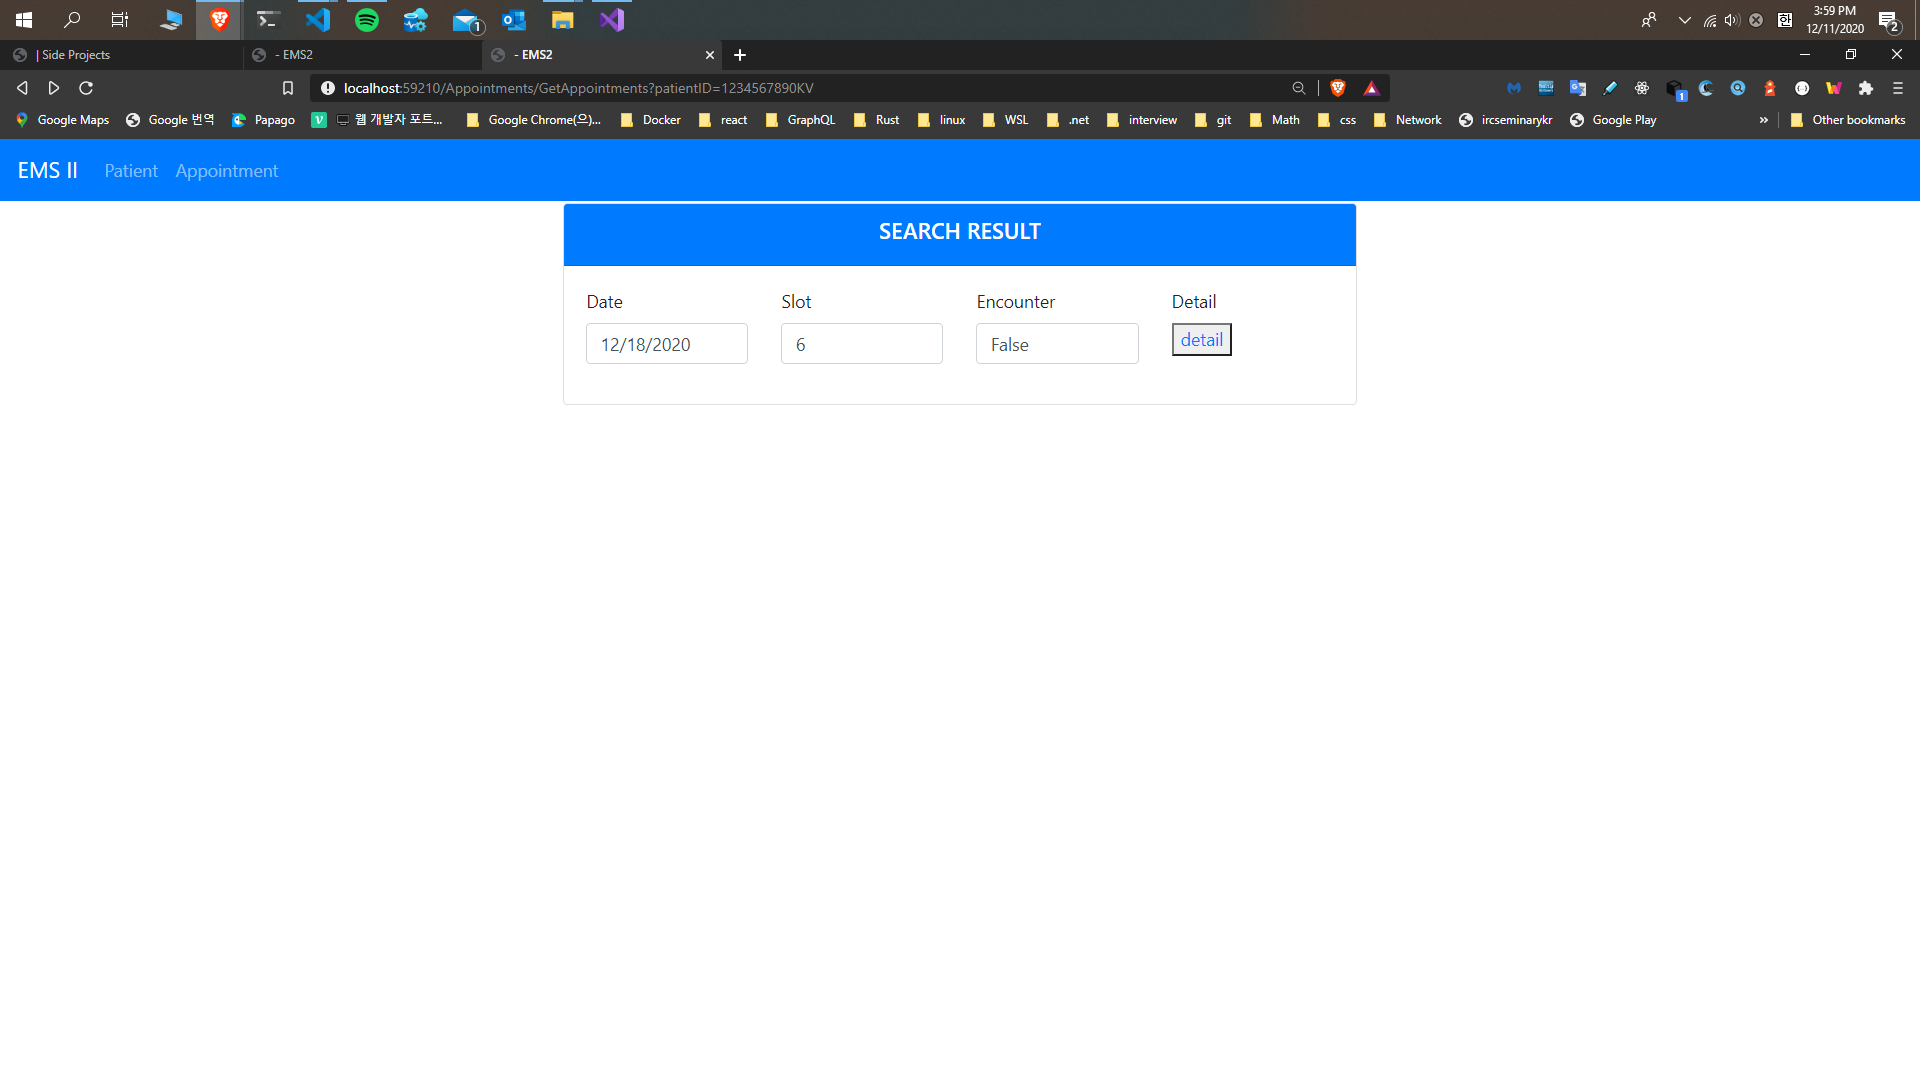 1
3:59 PM
12/11/2020
2
| Side Projects
- EMS2
- EMS2
localhost:59210/Appointments/GetAppointments?patientID=1234567890KV
1
Google Maps
Google 번역
Papago
웹 개발자 포트...
Google Chrome(으)...
Docker
react
GraphQL
Rust
linux
WSL
.net
interview
git
Math
css
Network
ircseminarykr
Google Play
»
Other bookmarks
EMS II Patient Appointment
SEARCH RESULT
Date Slot Encounter Detail
12/18/2020 6 False detail